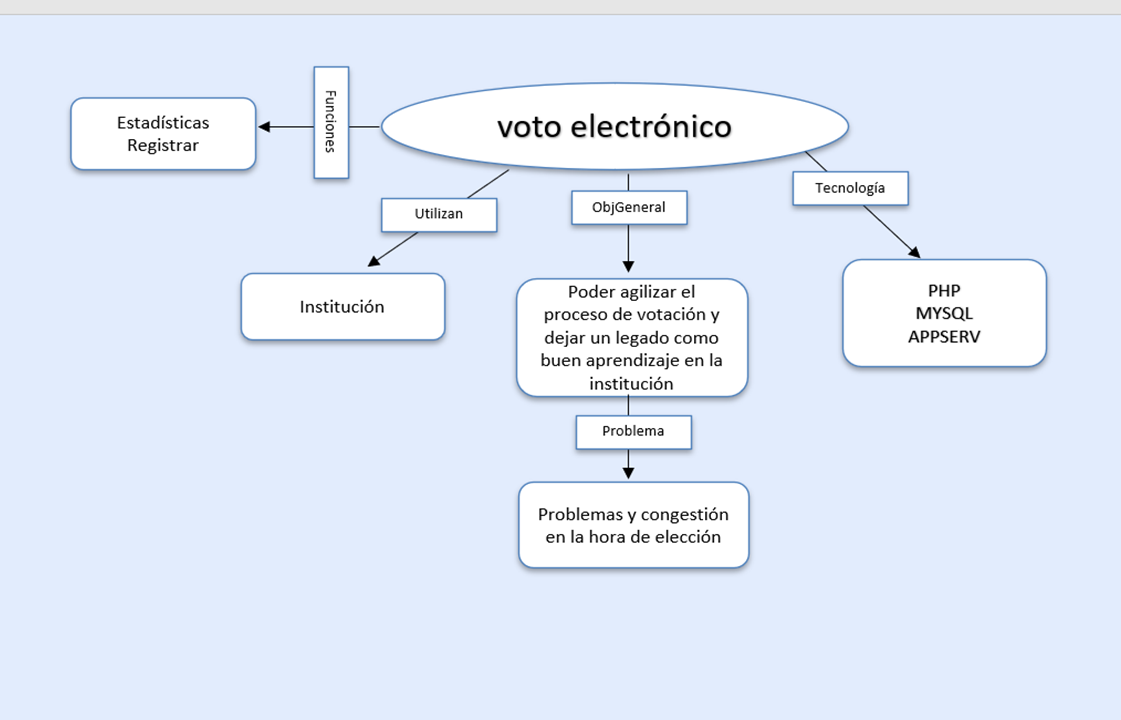 voto electrónico
Funciones
Estadísticas
Registrar
Utilizan
Institución
ObjGeneral
Poder agilizar el
proceso de votación y
dejar un legado como
buen aprendizaje en la
institución
Problema
Problemas y congestión
en la hora de elección
Tecnología
PHP
MYSQL
APPSERV